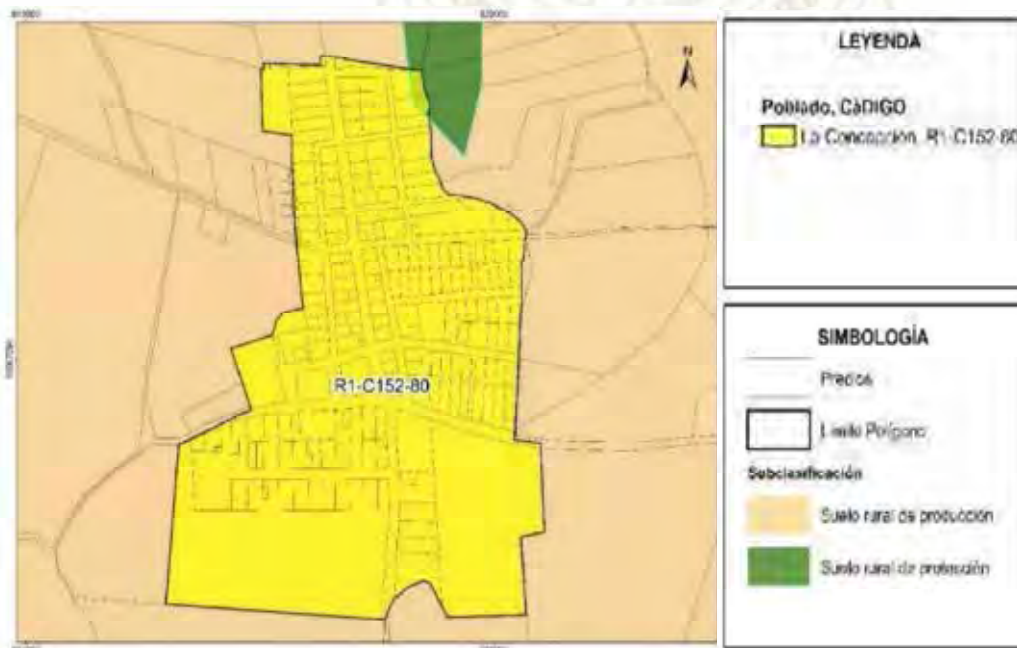 N
R1-C152-80
LEYENDA
Poblado, CàDIGO
La Concepción, R1-C152-80
SIMBOLOGÍA
Predios
Límite Polígono
Subclasificación
Suelo rural de producción
Suelo rural de protección